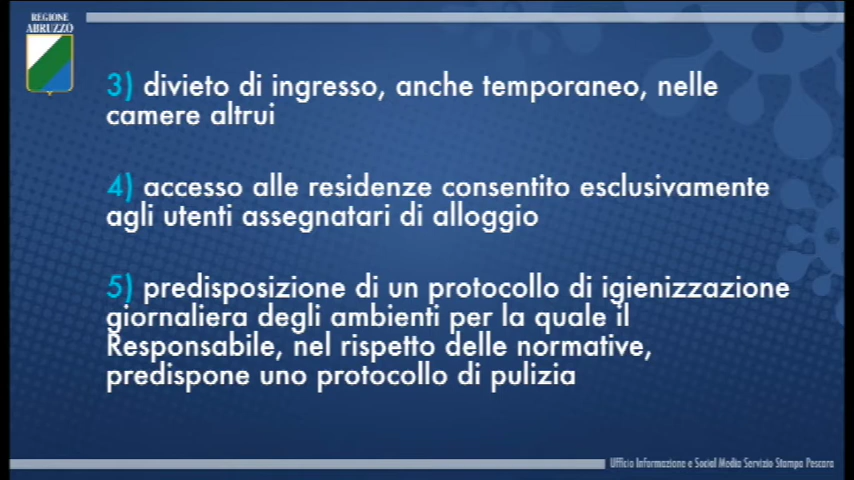 REGIONE
ABRUZZO
3) divieto di ingresso, anche temporaneo, nelle
camere altrui
4) accesso alle residenze consentito esclusivamente
agli utenti assegnatari di alloggio
5) predisposizione di un protocollo di igienizzazione
giornaliera degli ambienti per la quale il
Responsabile, nel rispetto delle normative,
predispone uno protocollo di pulizia
Ufficio Informazione e Social Media Servizio Stampa Pescara